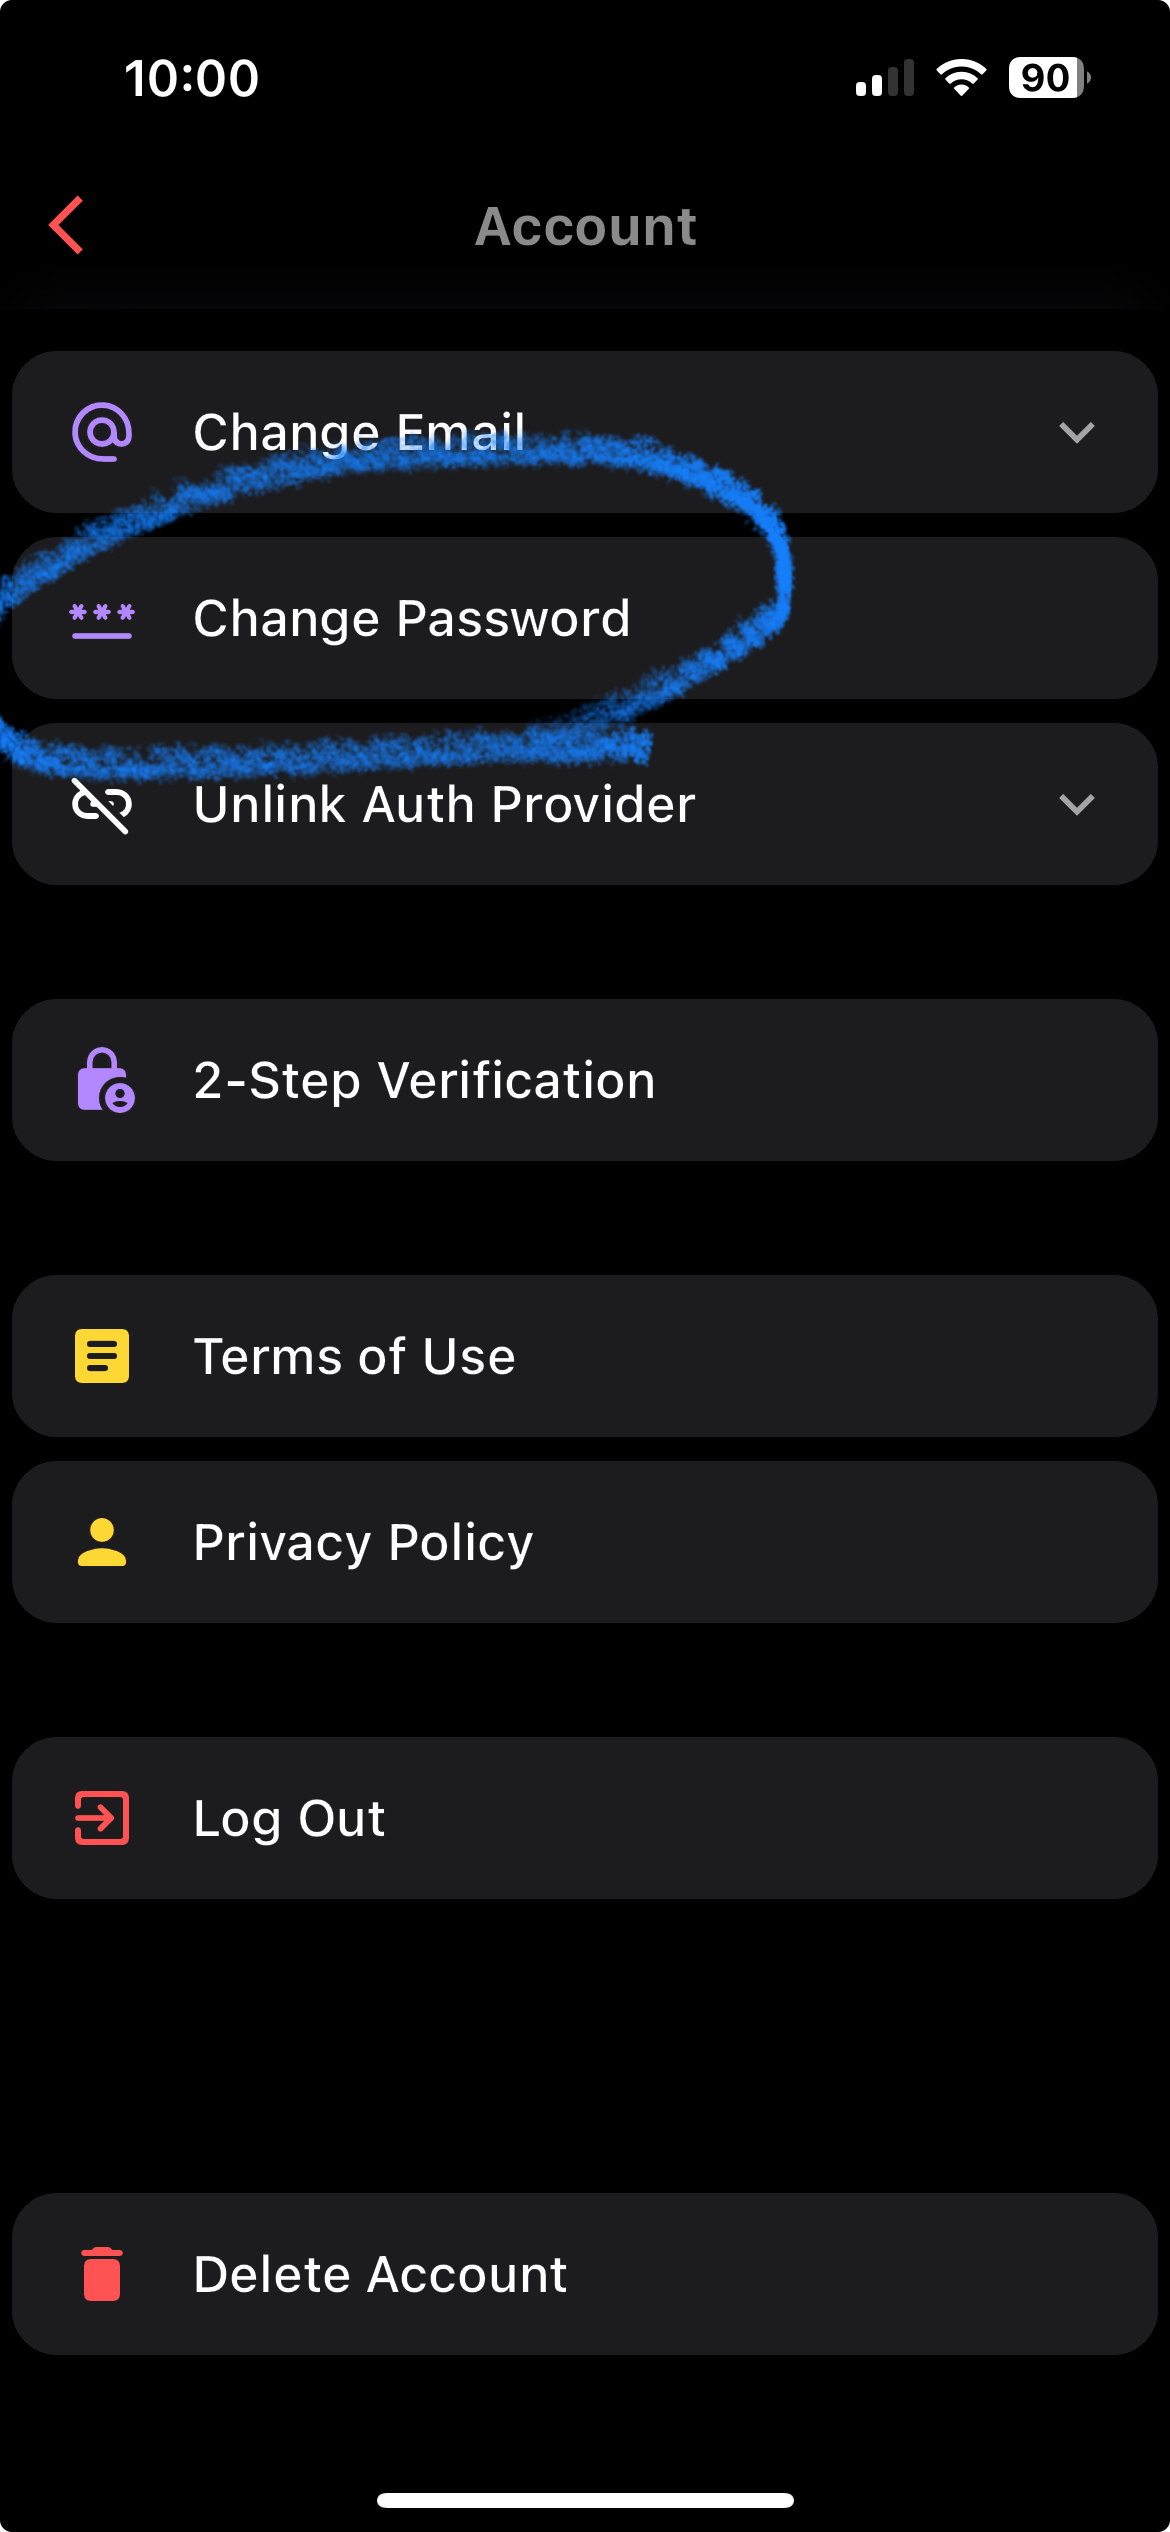 10:00
90
Account
Change Email
***
Change Password
Unlink Auth Provider
2-Step Verification
Terms of Use
Privacy Policy
Log Out
Delete Account